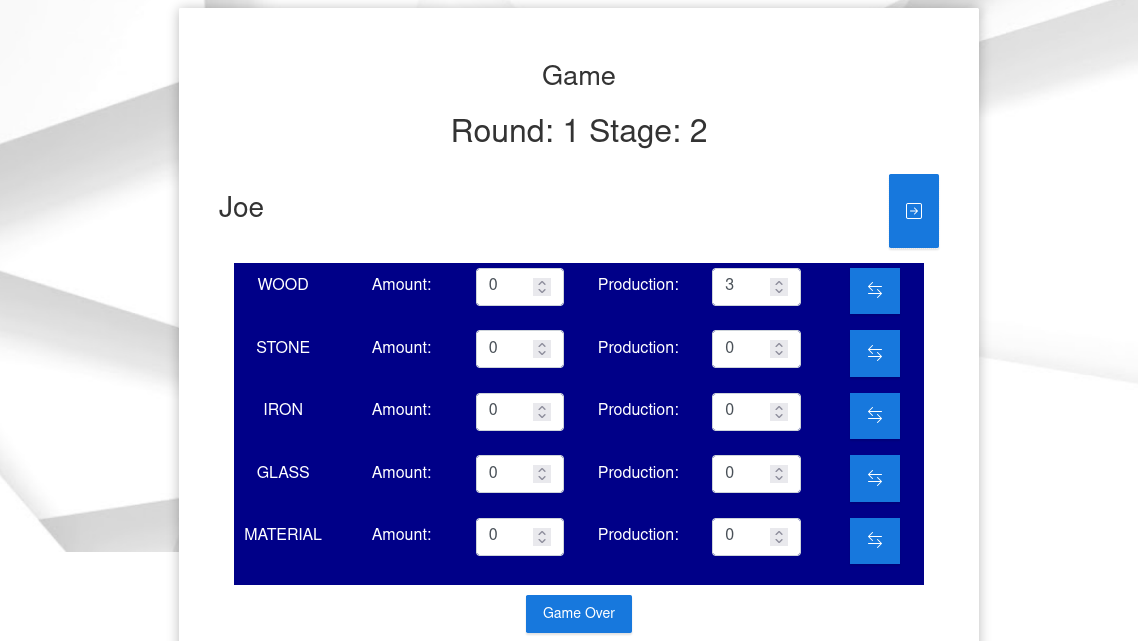 Game
Round: 1 Stage: 2
Joe
WOOD Amount: 0 Production: 3
STONE Amount: 0 Production: 0
IRON Amount: 0 Production: 0
GLASS Amount: 0 Production: 0
MATERIAL Amount: 0 Production: 0
Game Over